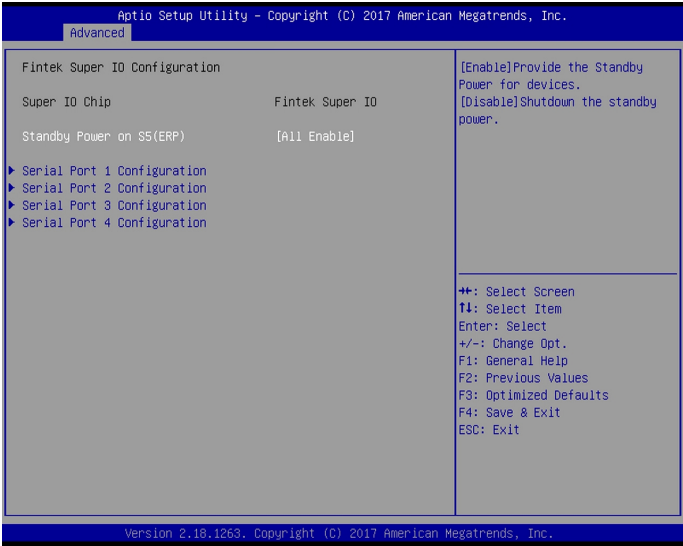 Aptio Setup Utility – Copyright (C) 2017 American Megatrends, Inc.
Advanced
Fintek Super IO Configuration
Super IO Chip Fintek Super IO
Standby Power on S5(ERP) [All Enable]
Serial Port 1 Configuration
Serial Port 2 Configuration
Serial Port 3 Configuration
Serial Port 4 Configuration
[Enable]Provide the Standby
Power for devices.
[Disable]Shutdown the standby
power.
→←: Select Screen
↑↓: Select Item
Enter: Select
+/-: Change Opt.
F1: General Help
F2: Previous Values
F3: Optimized Defaults
F4: Save & Exit
ESC: Exit
Version 2.18.1263. Copyright (C) 2017 American Megatrends, Inc.